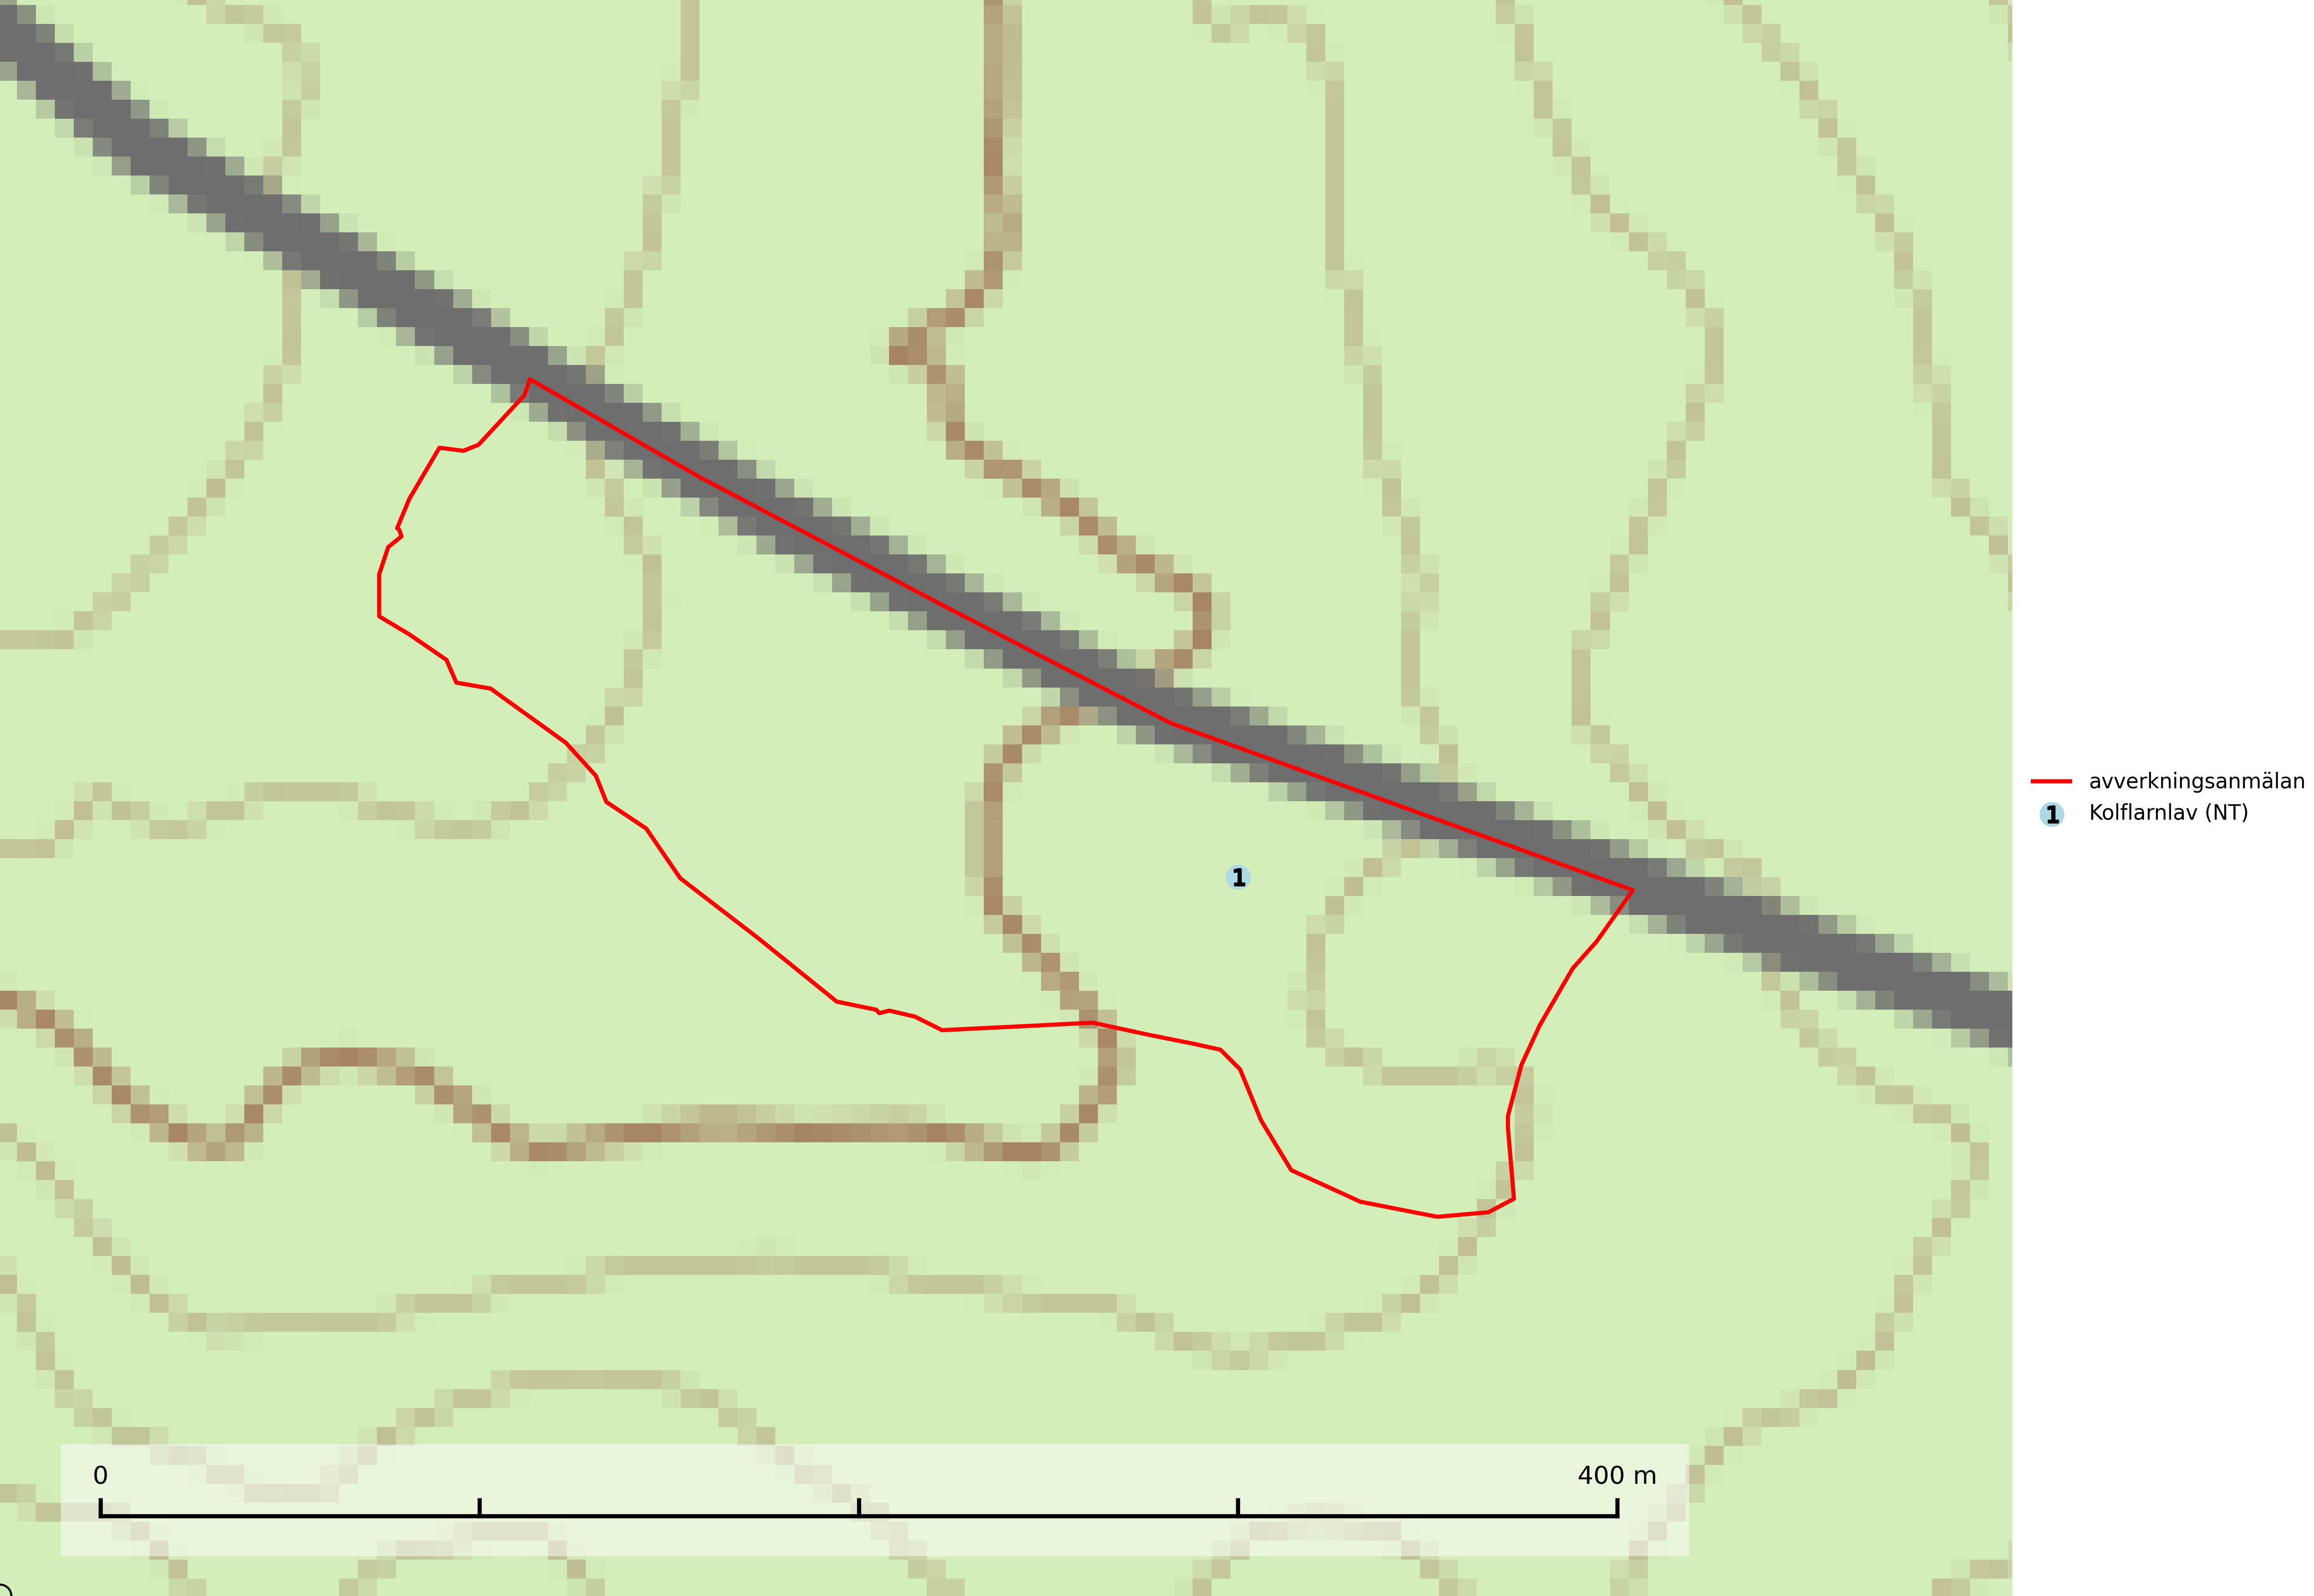 1
avverkningsanmälan
1 Kolflarnlav (NT)
0 400 m